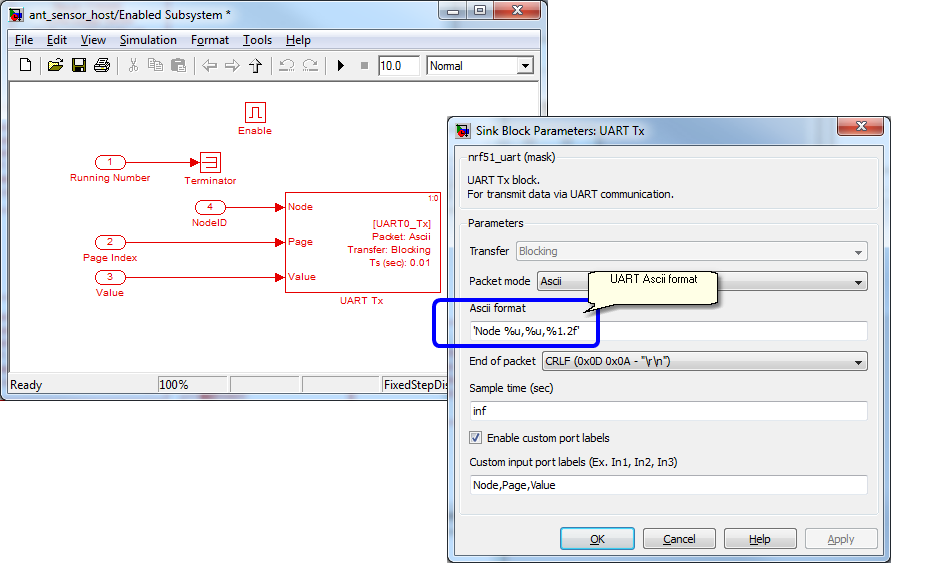 ant_sensor_host/Enabled Subsystem *
File Edit View Simulation Format Tools Help
10.0 Normal
Enable
1
Running Number
Terminator
4
NodeID
2
Page Index
3
Value
1:0
Node
[UART0_Tx]
Packet: Ascii
Page
Transfer: Blocking
Ts (sec): 0.01
Value
UART Tx
Ready 100% FixedStepDis
Sink Block Parameters: UART Tx
nrf51_uart (mask)
UART Tx block.
For transmit data via UART communication.
Parameters
Transfer Blocking
Packet mode Ascii
UART Ascii format
Ascii format
'Node %u,%u,%1.2f'
End of packet CRLF (0x0D 0x0A - "\r\n")
Sample time (sec)
inf
Enable custom port labels
Custom input port labels (Ex. In1, In2, In3)
Node,Page,Value
OK Cancel Help Apply